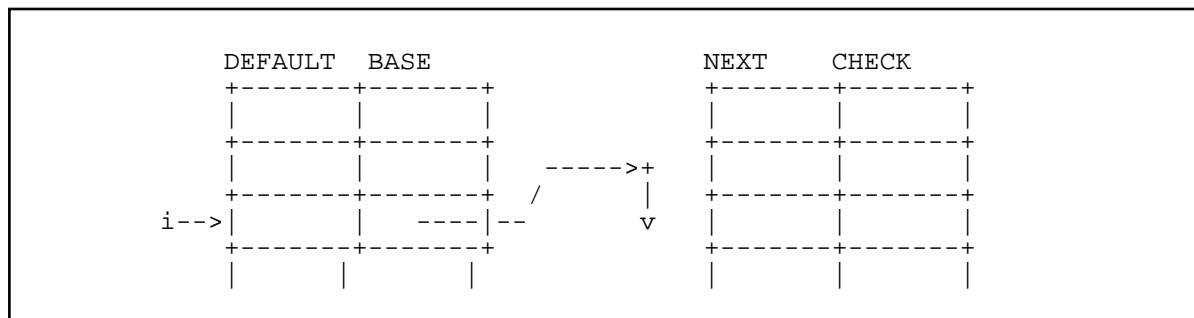 DEFAULT BASE NEXT CHECK
+-------+-------+ +-------+-------+
| | | | | |
+-------+-------+ +-------+-------+
| | | ----->+ | | |
+-------+-------+ / | +-------+-------+
i-->| | ----|-- v | | |
+-------+-------+ +-------+-------+
| | | | | |